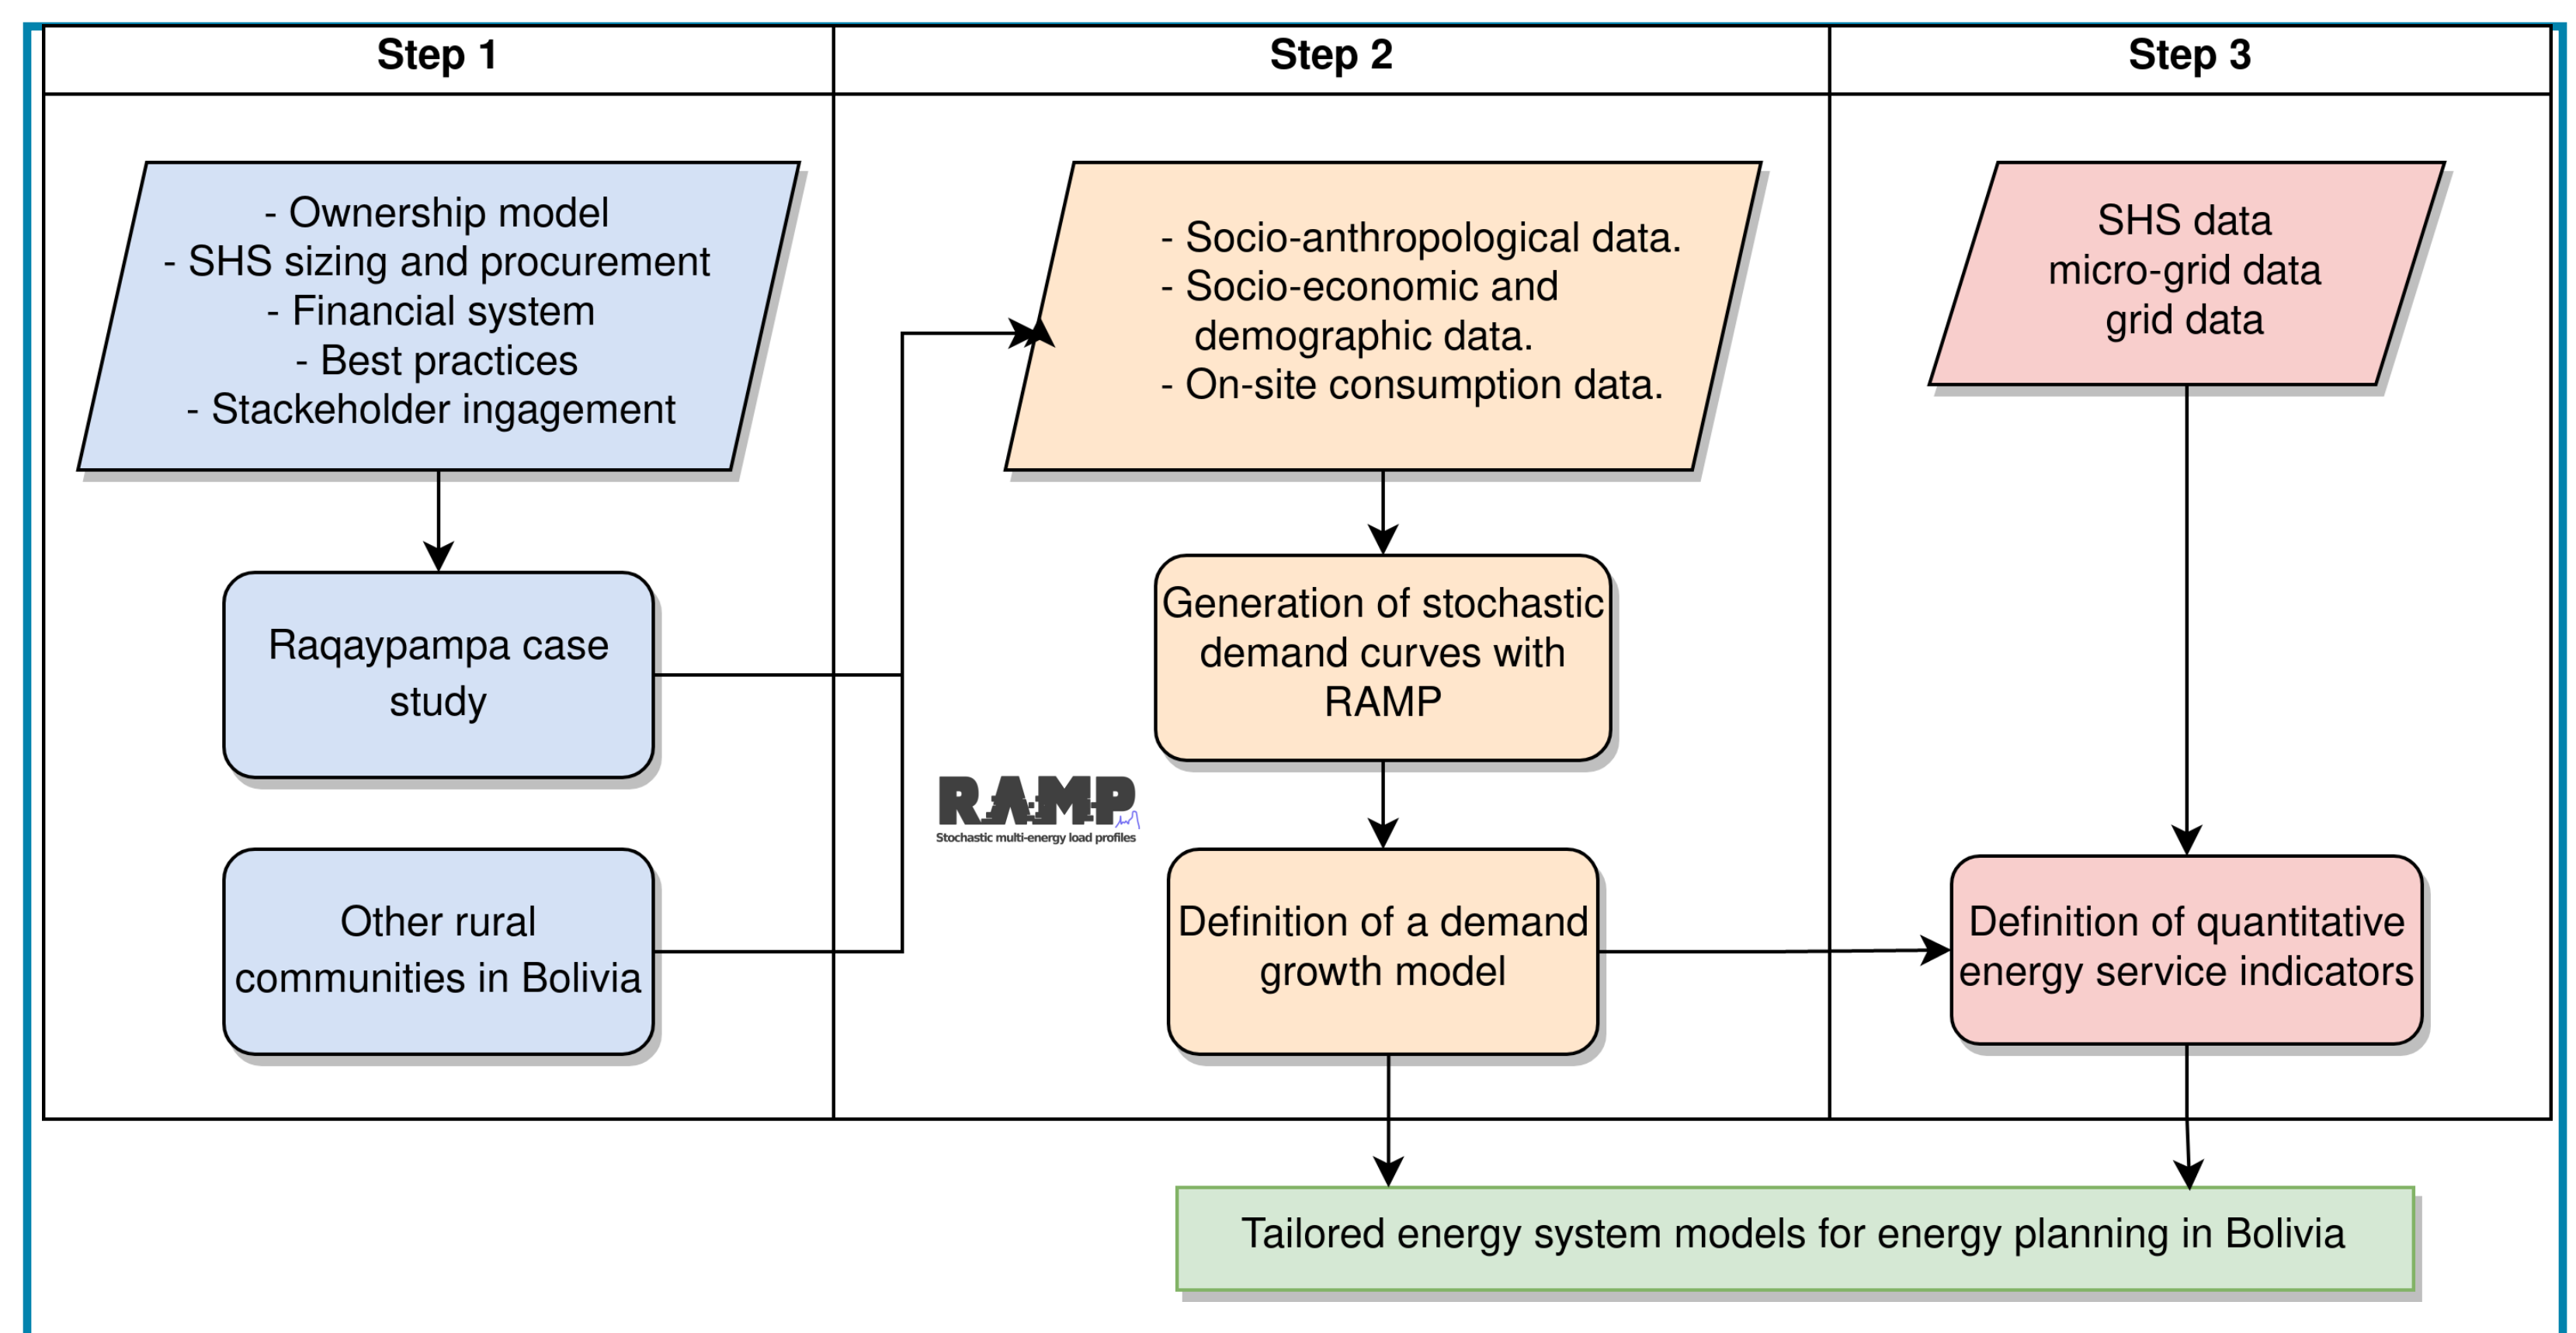 Step 1
- Ownership model
- SHS sizing and procurement
- Financial system
- Best practices
- Stackeholder ingagement
Raqaypampa case
study
Other rural
communities in Bolivia
Step 2
- Socio-anthropological data.
- Socio-economic and
demographic data.
- On-site consumption data.
Generation of stochastic
demand curves with
RAMP
RAMP
Stochastic multi-energy load profiles
Definition of a demand
growth model
Step 3
SHS data
micro-grid data
grid data
Definition of quantitative
energy service indicators
Tailored energy system models for energy planning in Bolivia